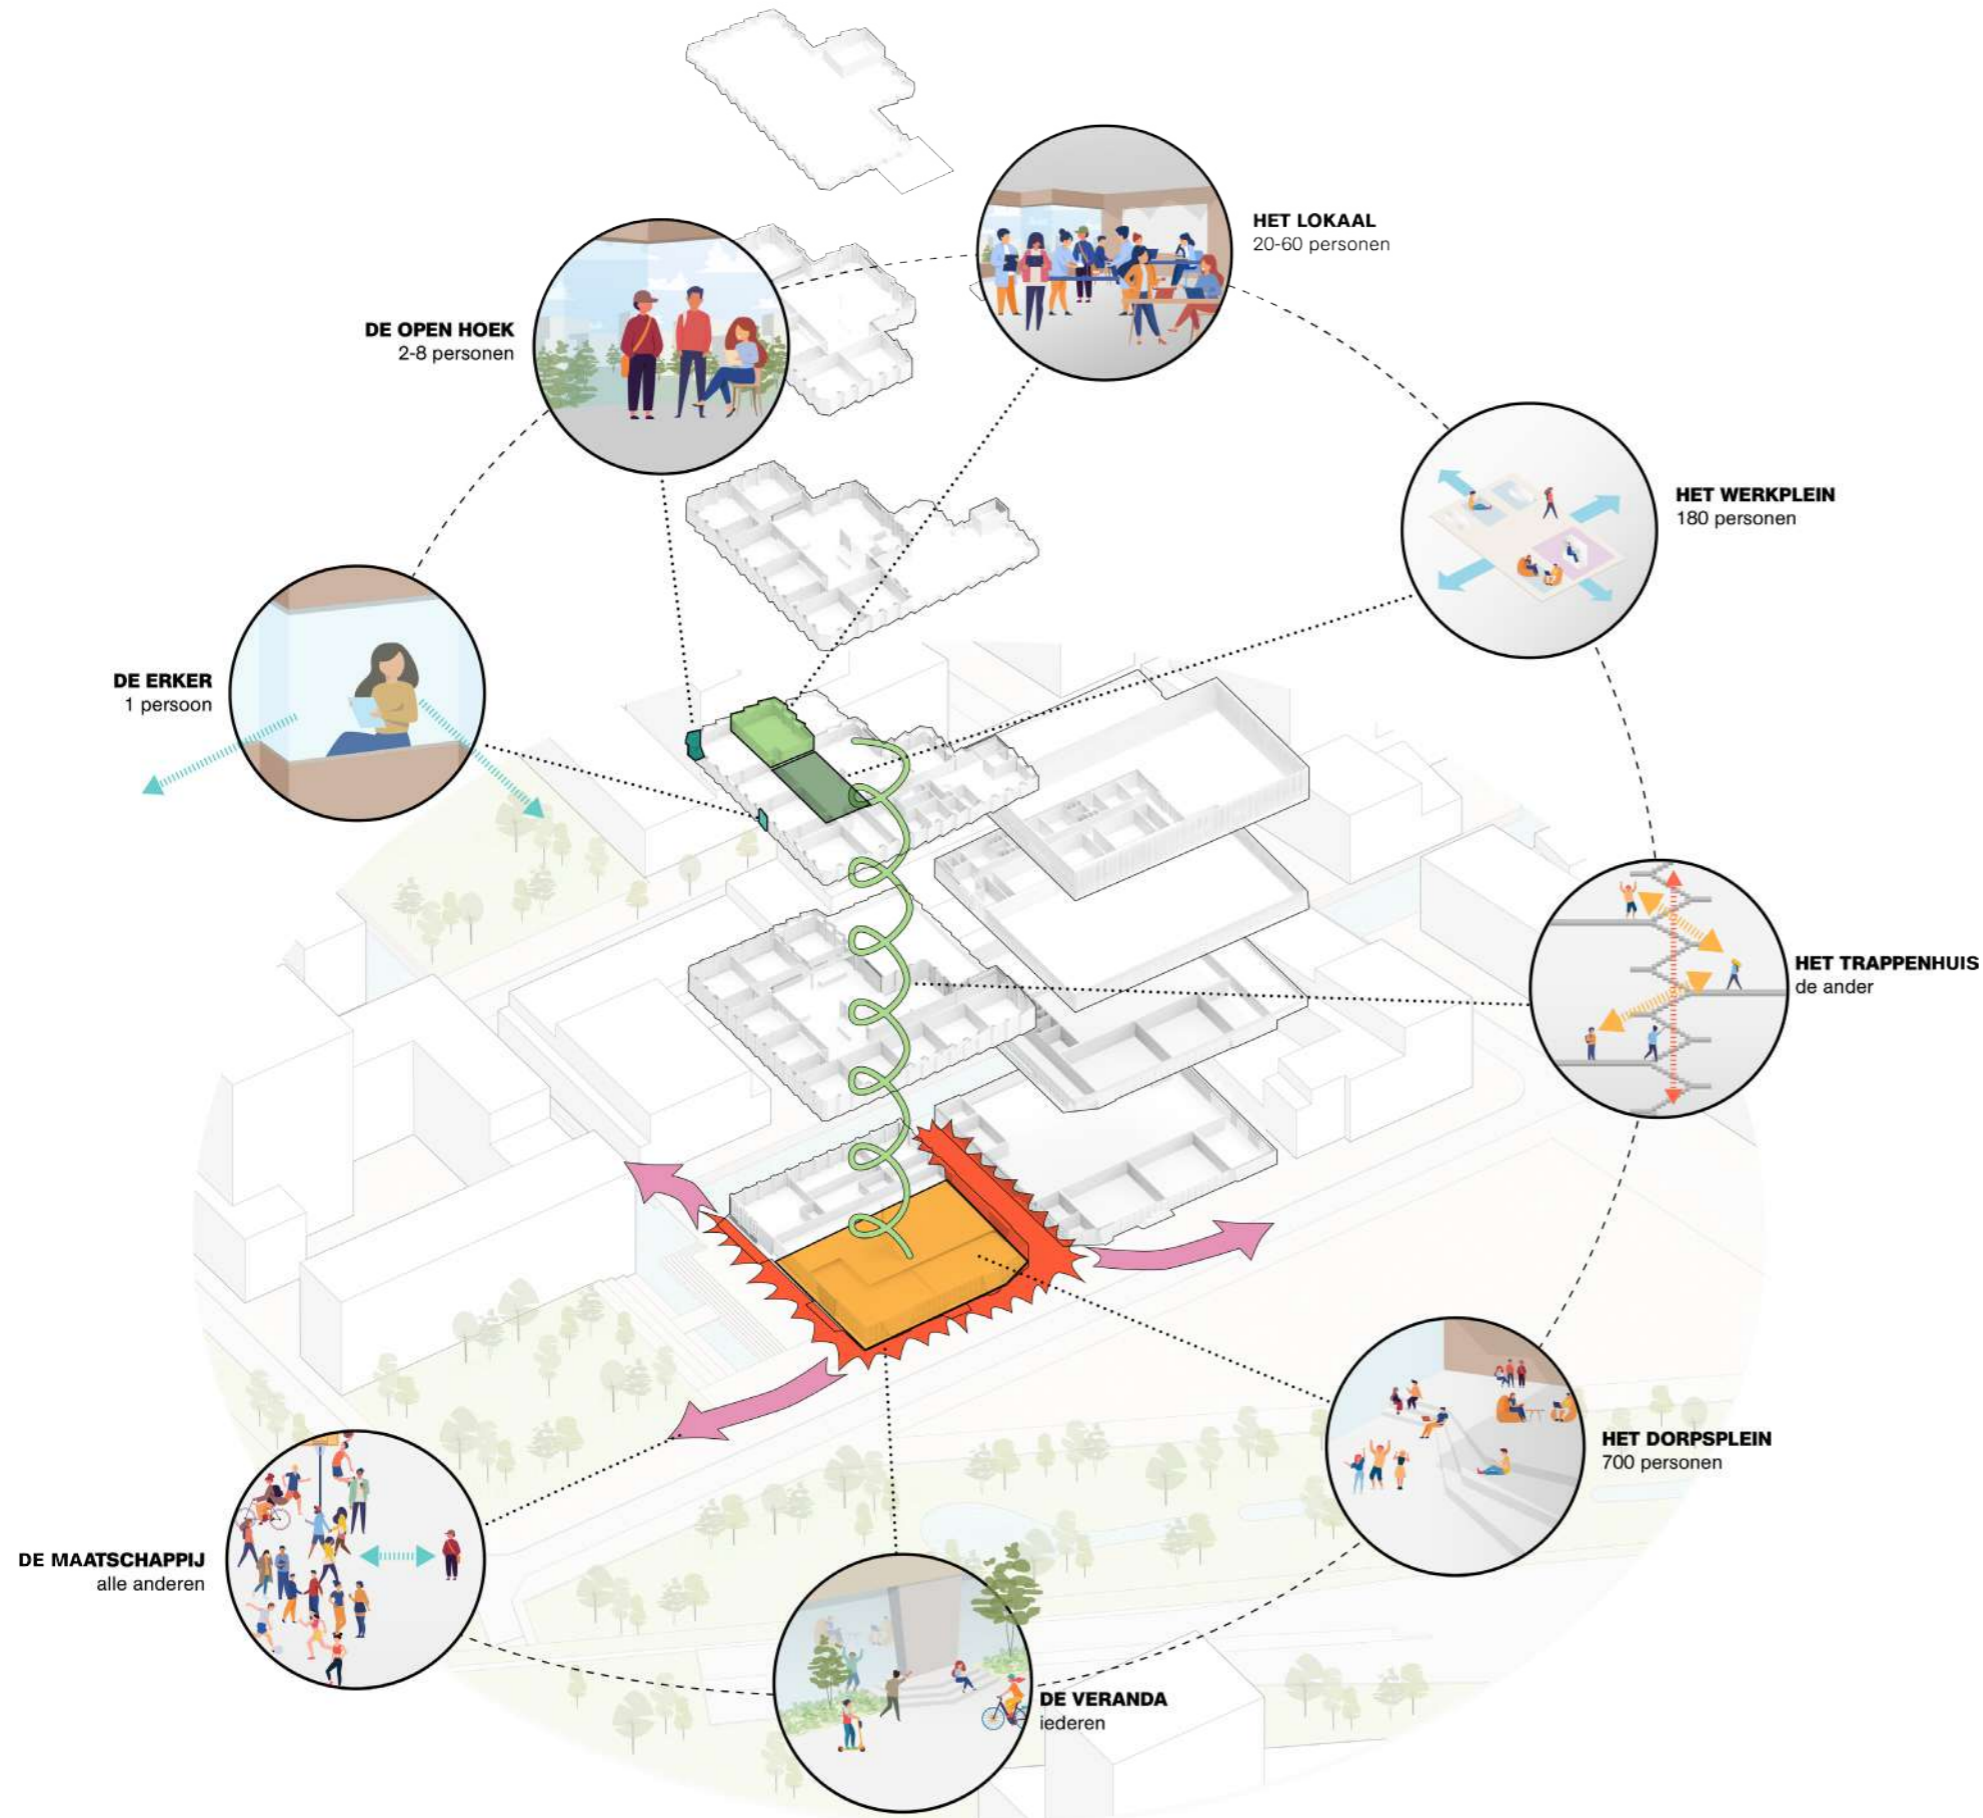 HET LOKAAL
20-60 personen
DE OPEN HOEK
2-8 personen
HET WERKPLEIN
180 personen
DE ERKER
1 persoon
HET TRAPPENHUIS
de ander
HET DORPSPLEIN
700 personen
DE MAATSCHAPPIJ
alle anderen
DE VERANDA
iederen